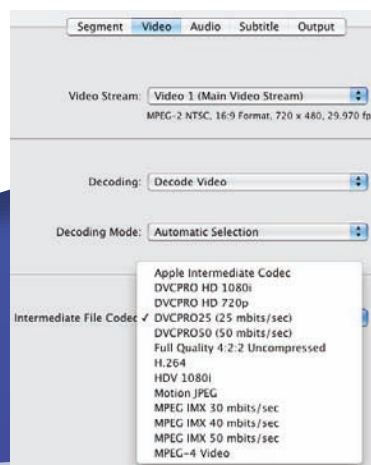 Segment Video Audio Subtitle Output
Video Stream: Video 1 (Main Video Stream)
MPEG-2 NTSC, 16:9 Format, 720 x 480, 29.970 fp
Decoding: Decode Video
Decoding Mode: Automatic Selection
Apple Intermediate Codec
DVCPRO HD 1080i
DVCPRO HD 720p
Intermediate File Codec ✓ DVCPRO25 (25 mbits/sec)
DVCPRO50 (50 mbits/sec)
Full Quality 4:2:2 Uncompressed
H.264
HDV 1080i
Motion JPEG
MPEG IMX 30 mbits/sec
MPEG IMX 40 mbits/sec
MPEG IMX 50 mbits/sec
MPEG-4 Video